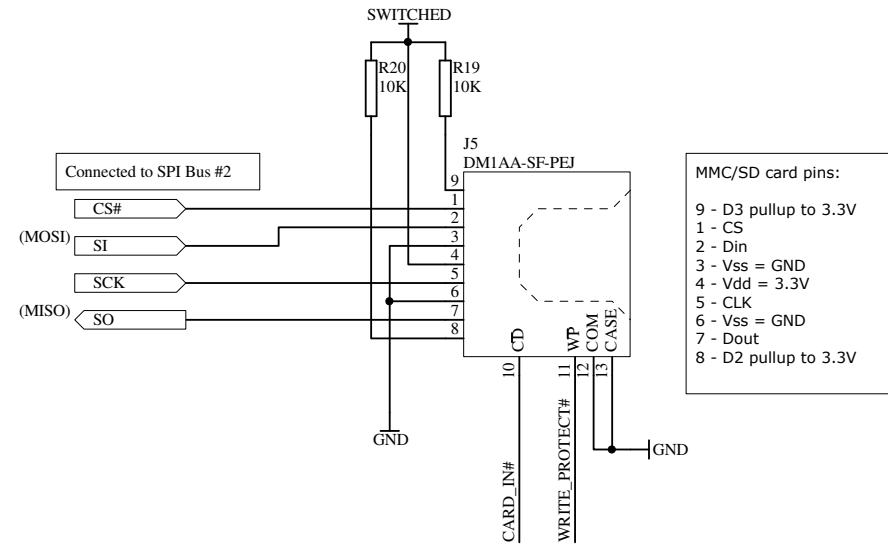 SWITCHED
R20
10K
R19
10K
J5
DM1AA-SF-PEJ
Connected to SPI Bus #2
CS#
(MOSI)
SI
SCK
(MISO)
SO
9
1
2
3
4
5
6
7
8
CD
WP
COM
CASE
10
11
12
13
GND
GND
CARD_IN#
WRITE_PROTECT#
MMC/SD card pins:
9 - D3 pullup to 3.3V
1 - CS
2 - Din
3 - Vss = GND
4 - Vdd = 3.3V
5 - CLK
6 - Vss = GND
7 - Dout
8 - D2 pullup to 3.3V